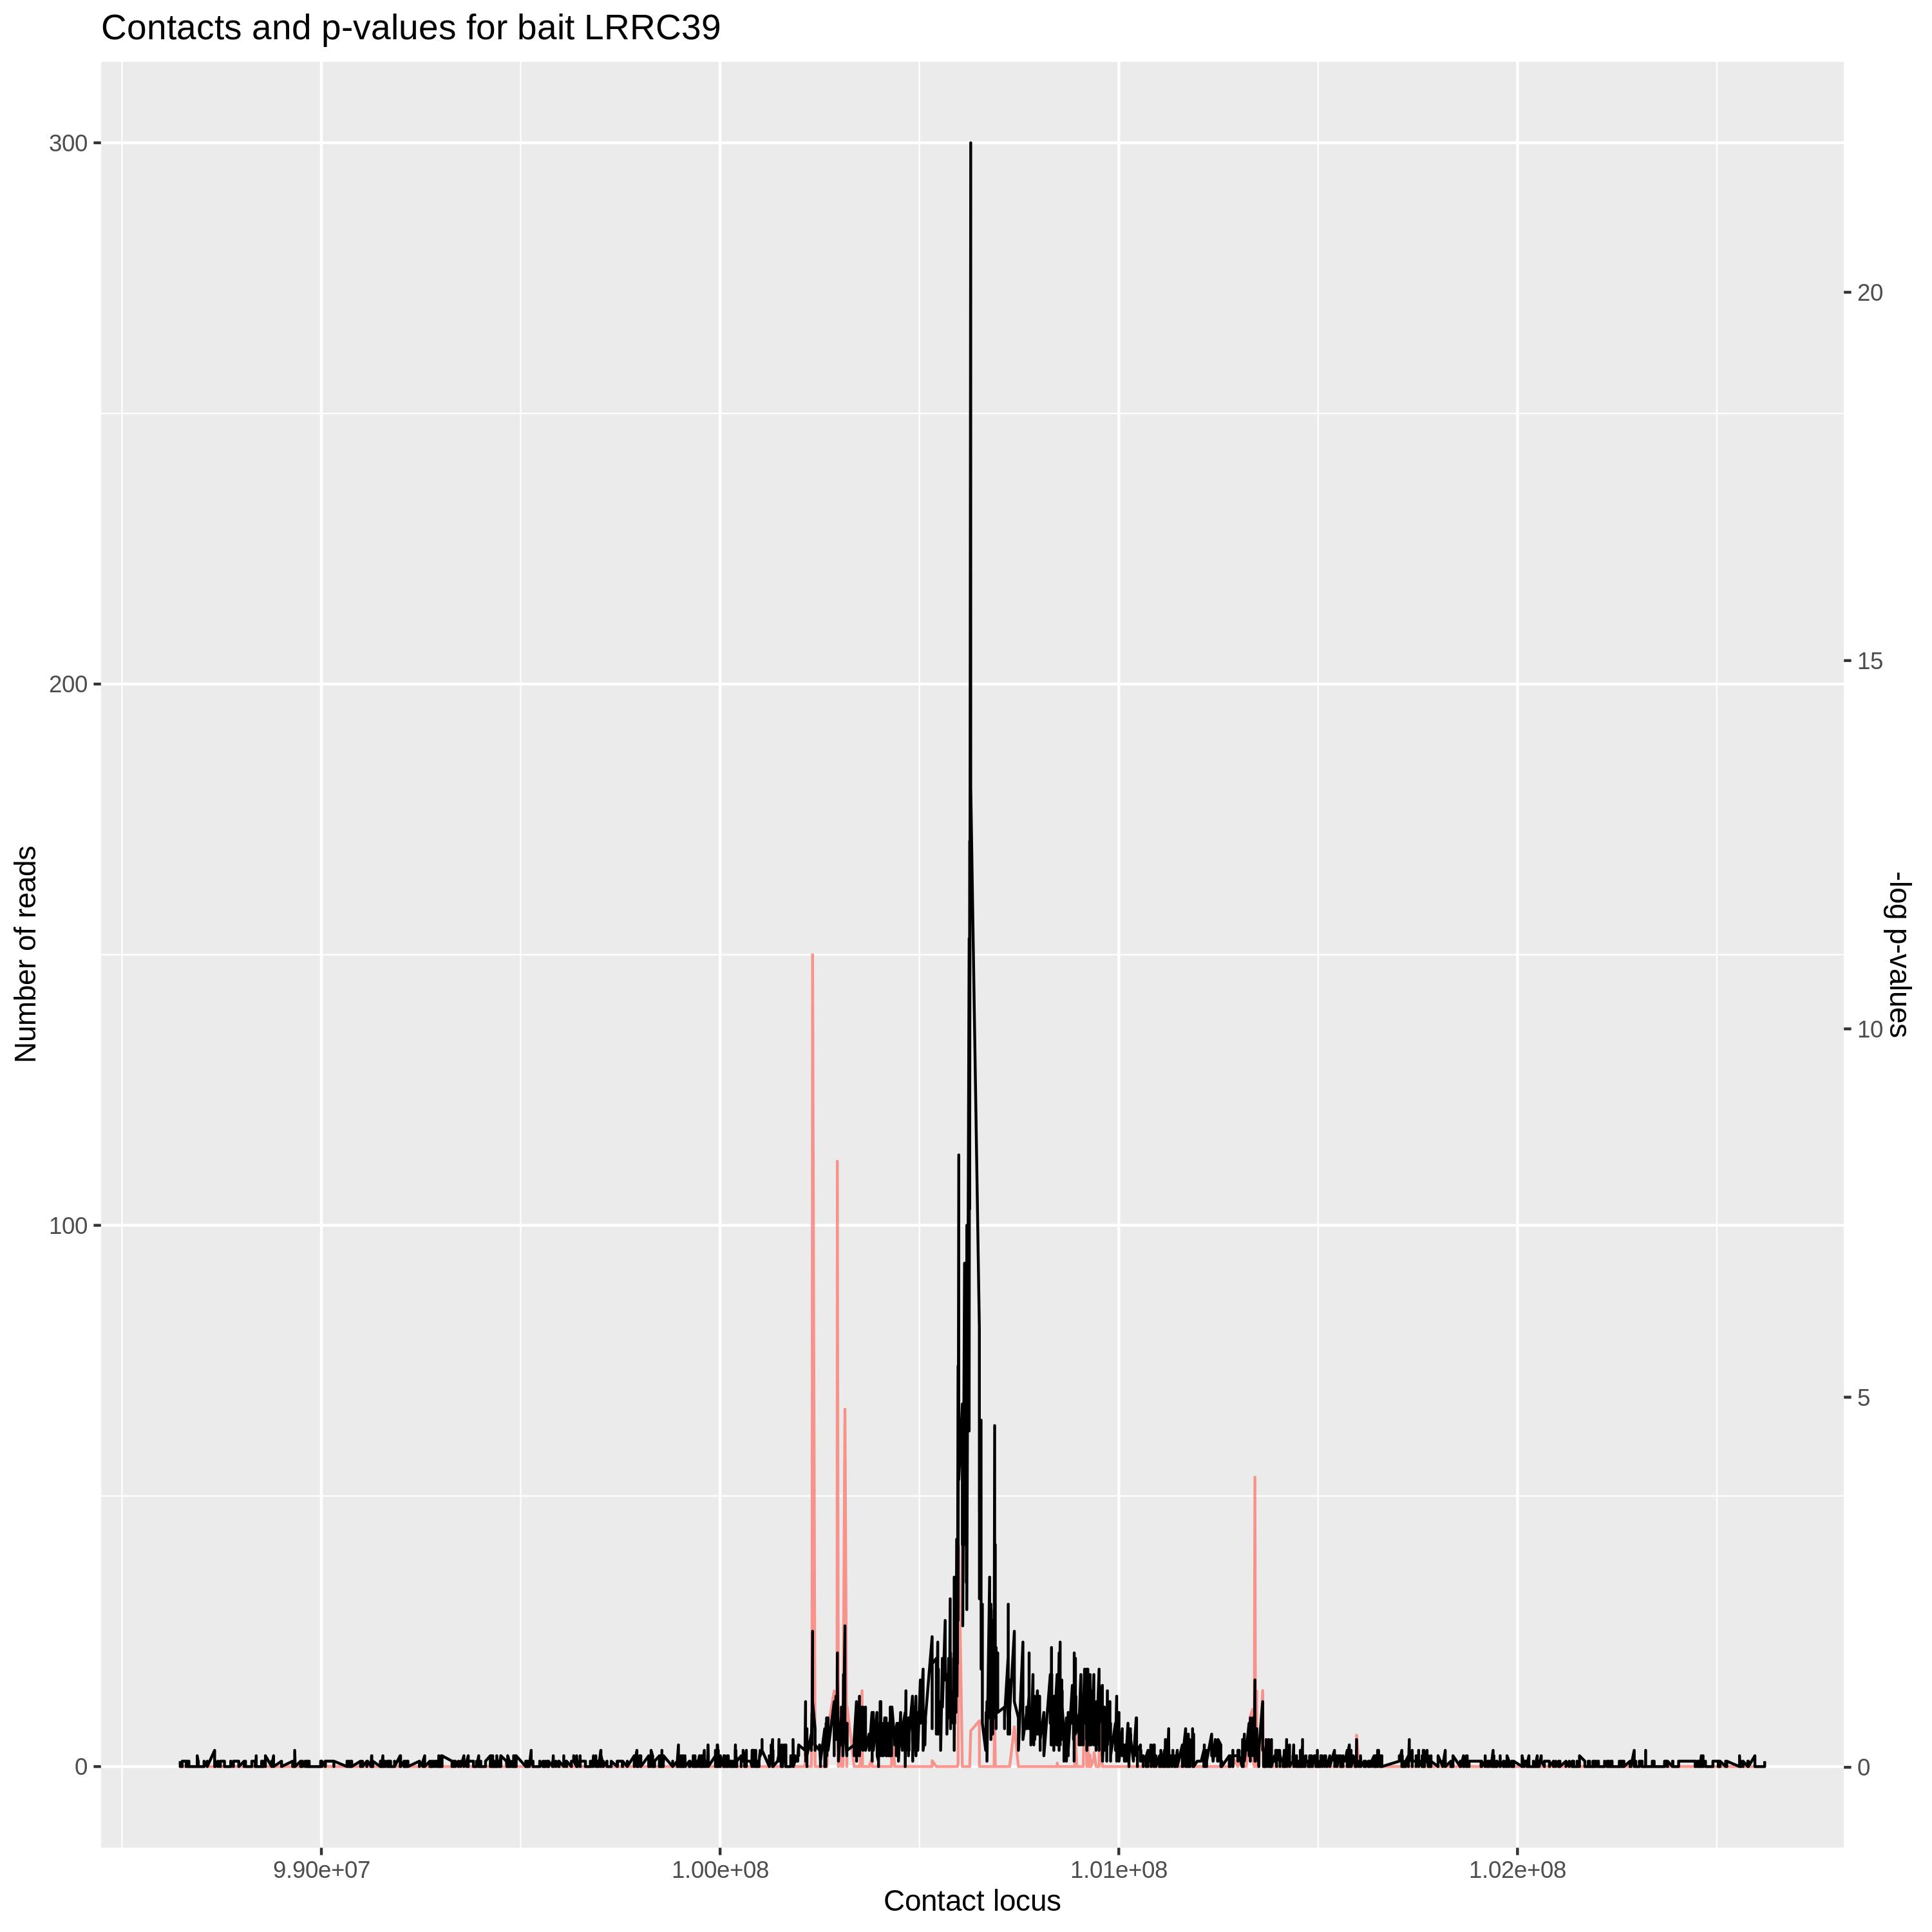 Contacts and p-values for bait LRRC39
300
200
100
0
Number of reads
20
15
10
5
0
-log p-values
9.90e+07
1.00e+08
1.01e+08
1.02e+08
Contact locus